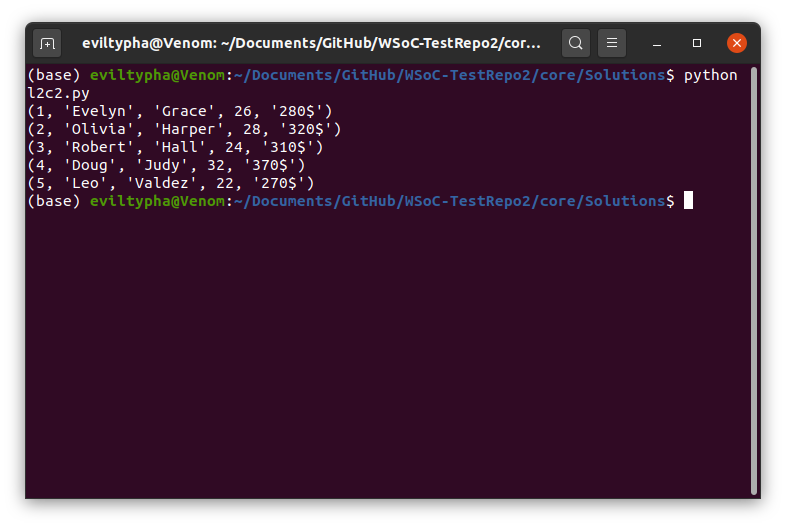 eviltypha@Venom: ~/Documents/GitHub/WSoC-TestRepo2/cor...
(base) eviltypha@Venom:~/Documents/GitHub/WSoC-TestRepo2/core/Solutions$ python
l2c2.py
(1, 'Evelyn', 'Grace', 26, '280$')
(2, 'Olivia', 'Harper', 28, '320$')
(3, 'Robert', 'Hall', 24, '310$')
(4, 'Doug', 'Judy', 32, '370$')
(5, 'Leo', 'Valdez', 22, '270$')
(base) eviltypha@Venom:~/Documents/GitHub/WSoC-TestRepo2/core/Solutions$